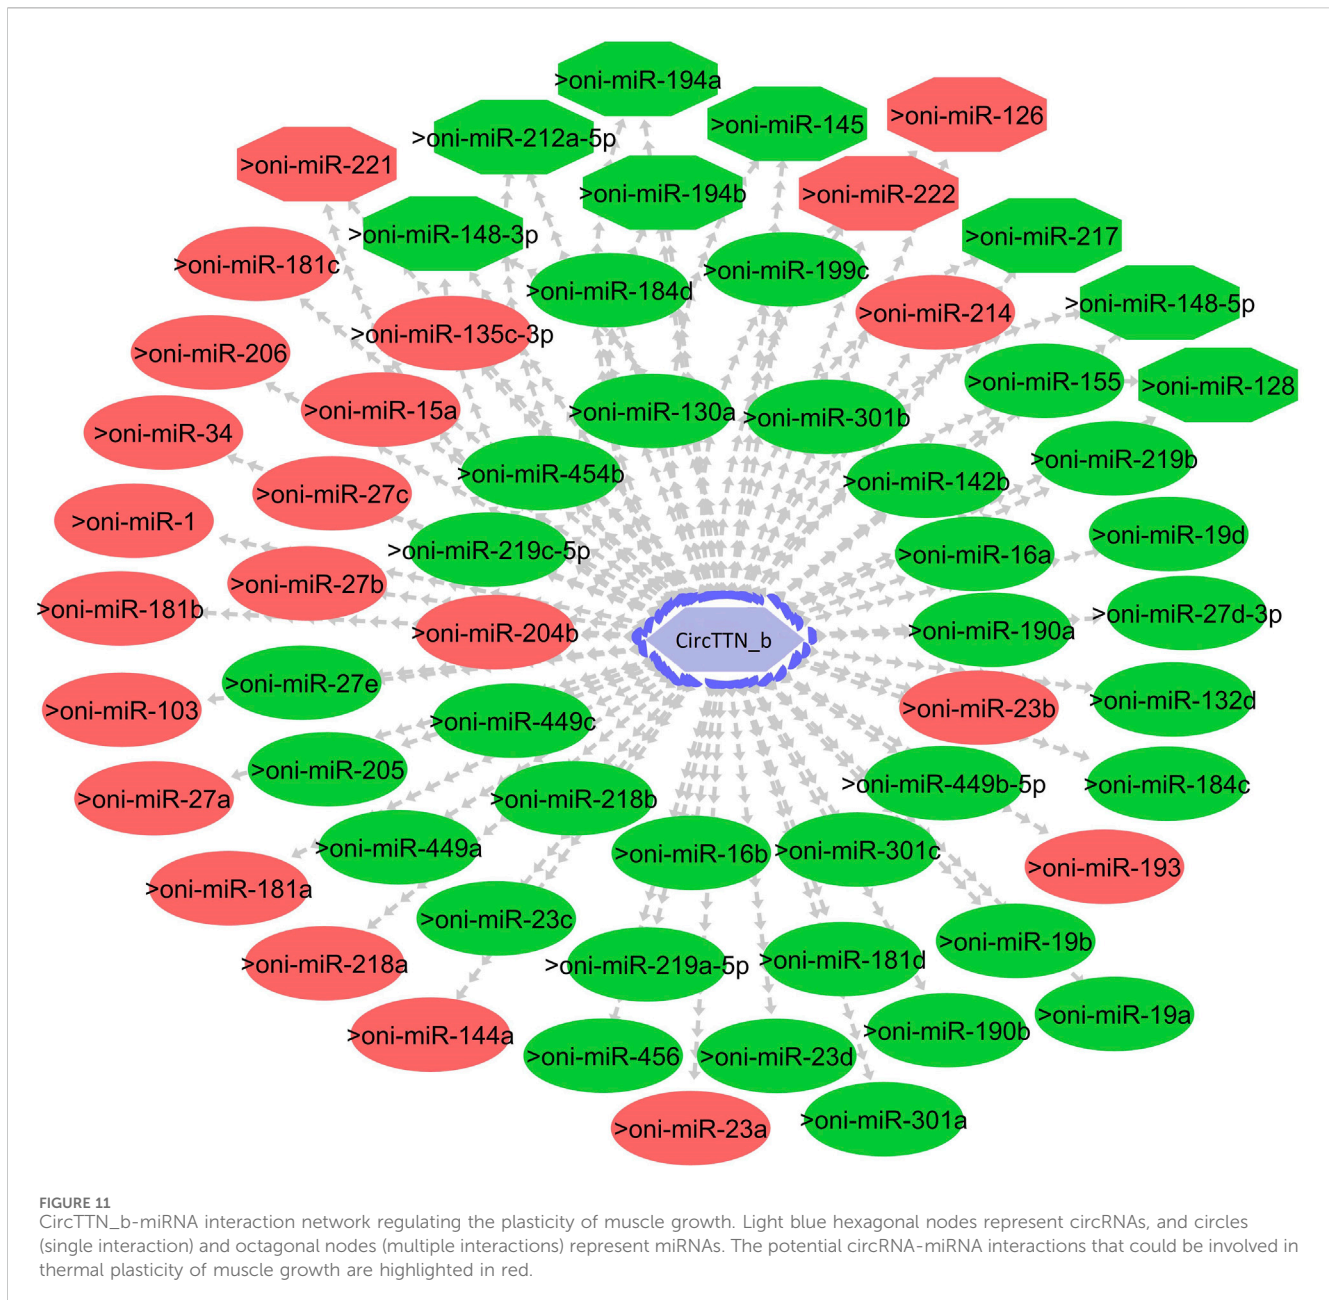 >oni-miR-194a
>oni-miR-126
>oni-miR-145
>oni-miR-212a-5p
>oni-miR-221
>oni-miR-194b
>oni-miR-222
>oni-miR-148-3p
>oni-miR-217
>oni-miR-181c
>oni-miR-199c
>oni-miR-184d
>oni-miR-148-5p
>oni-miR-214
>oni-miR-135c-3p
>oni-miR-206
>oni-miR-155
>oni-miR-128
>oni-miR-15a
>oni-miR-130a
>oni-miR-301b
>oni-miR-34
>oni-miR-219b
>oni-miR-454b
>oni-miR-142b
>oni-miR-27c
>oni-miR-1
>oni-miR-19d
>oni-miR-219c-5p
>oni-miR-16a
>oni-miR-27b
>oni-miR-181b
>oni-miR-27d-3p
>oni-miR-204b
>oni-miR-190a
CircTTN_b
>oni-miR-27e
>oni-miR-132d
>oni-miR-103
>oni-miR-23b
>oni-miR-449c
>oni-miR-205
>oni-miR-449b-5p
>oni-miR-184c
>oni-miR-27a
>oni-miR-218b
>oni-miR-449a
>oni-miR-16b
>oni-miR-301c
>oni-miR-193
>oni-miR-181a
>oni-miR-23c
>oni-miR-19b
>oni-miR-218a
>oni-miR-219a-5p
>oni-miR-181d
>oni-miR-19a
>oni-miR-144a
>oni-miR-190b
>oni-miR-456
>oni-miR-23d
>oni-miR-301a
>oni-miR-23a
FIGURE 11
CircTTN_b-miRNA interaction network regulating the plasticity of muscle growth. Light blue hexagonal nodes represent circRNAs, and circles
(single interaction) and octagonal nodes (multiple interactions) represent miRNAs. The potential circRNA-miRNA interactions that could be involved in
thermal plasticity of muscle growth are highlighted in red.